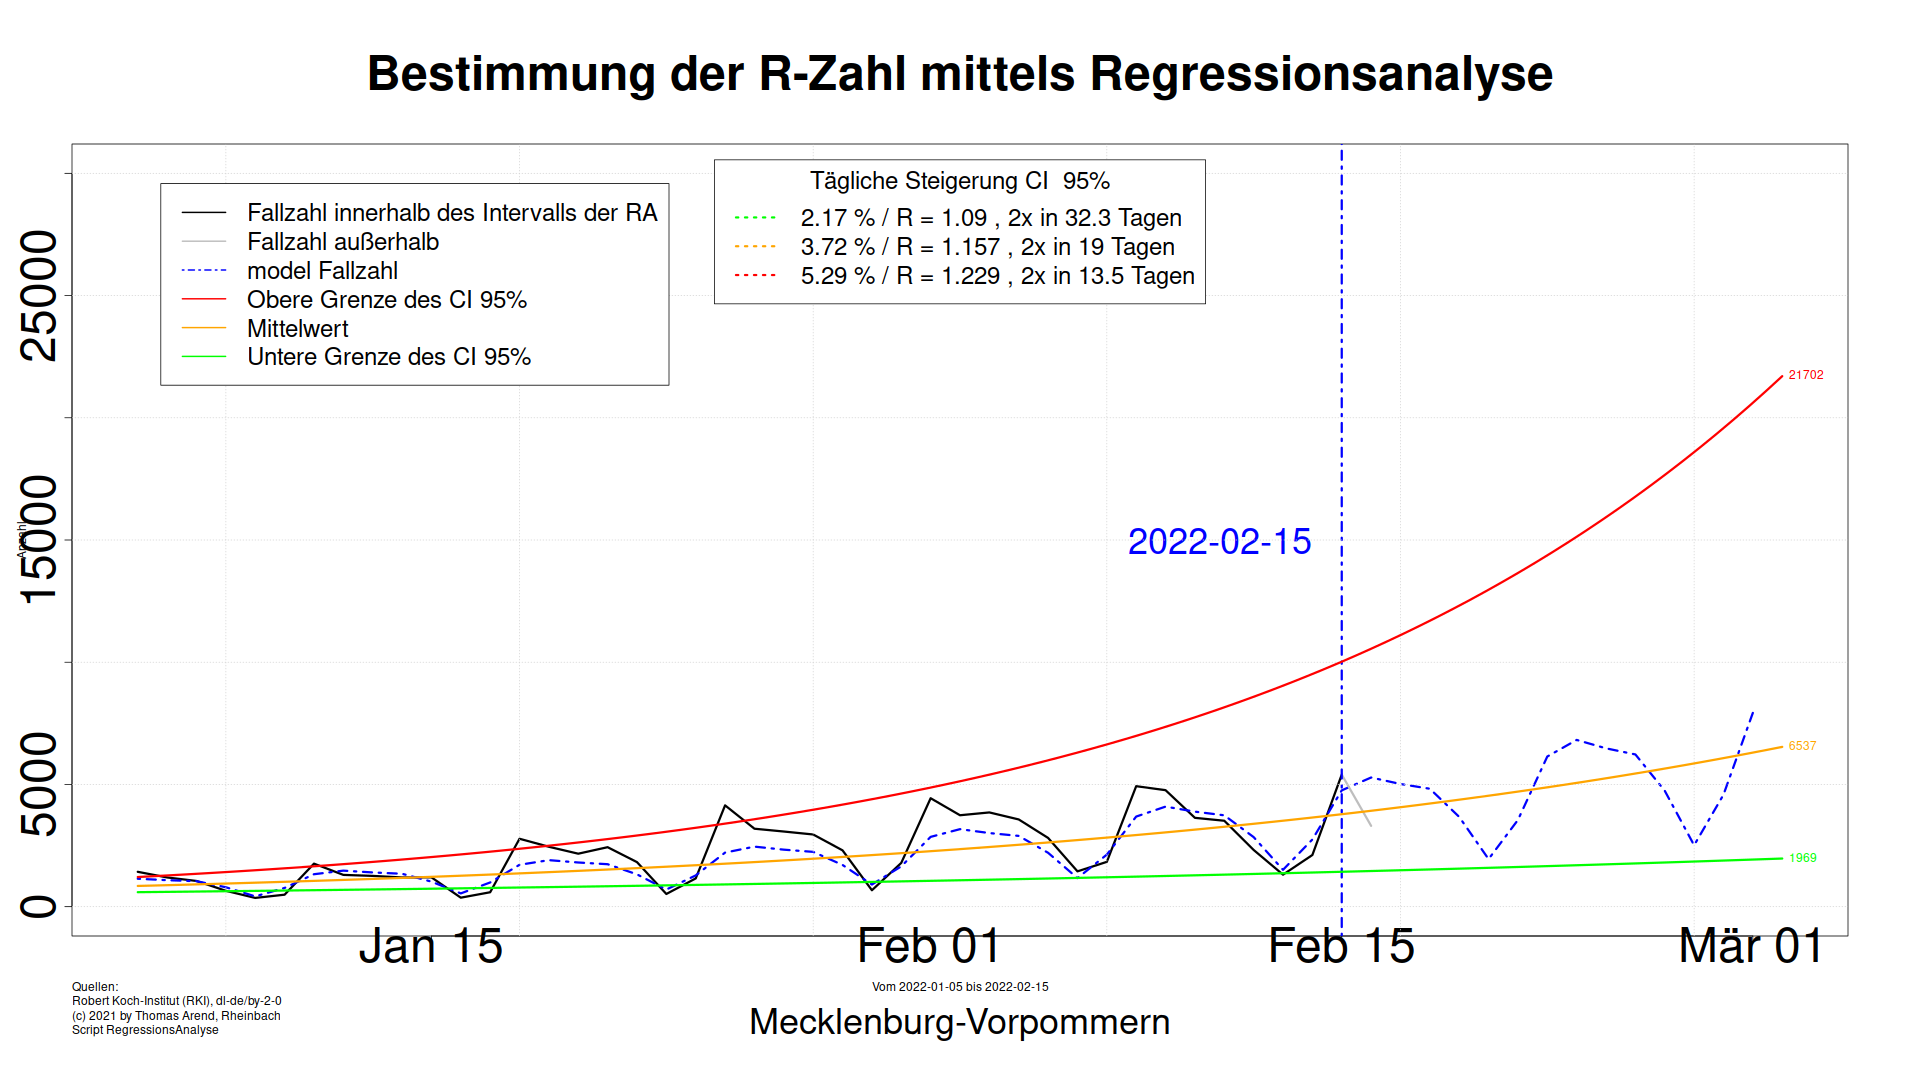 Bestimmung der R-Zahl mittels Regressionsanalyse
Fallzahl innerhalb des Intervalls der RA
Fallzahl außerhalb
model Fallzahl
Obere Grenze des CI 95%
Mittelwert
Untere Grenze des CI 95%
Tägliche Steigerung CI  95%
2.17 % / R = 1.09 , 2x in 32.3 Tagen
3.72 % / R = 1.157 , 2x in 19 Tagen
5.29 % / R = 1.229 , 2x in 13.5 Tagen
25000
15000
5000
0
Anzahl
2022-02-15
21702
6537
1969
Jan 15
Feb 01
Feb 15
Mär 01
Vom 2022-01-05 bis 2022-02-15
Mecklenburg-Vorpommern
Quellen:
Robert Koch-Institut (RKI), dl-de/by-2-0
(c) 2021 by Thomas Arend, Rheinbach
Script RegressionsAnalyse